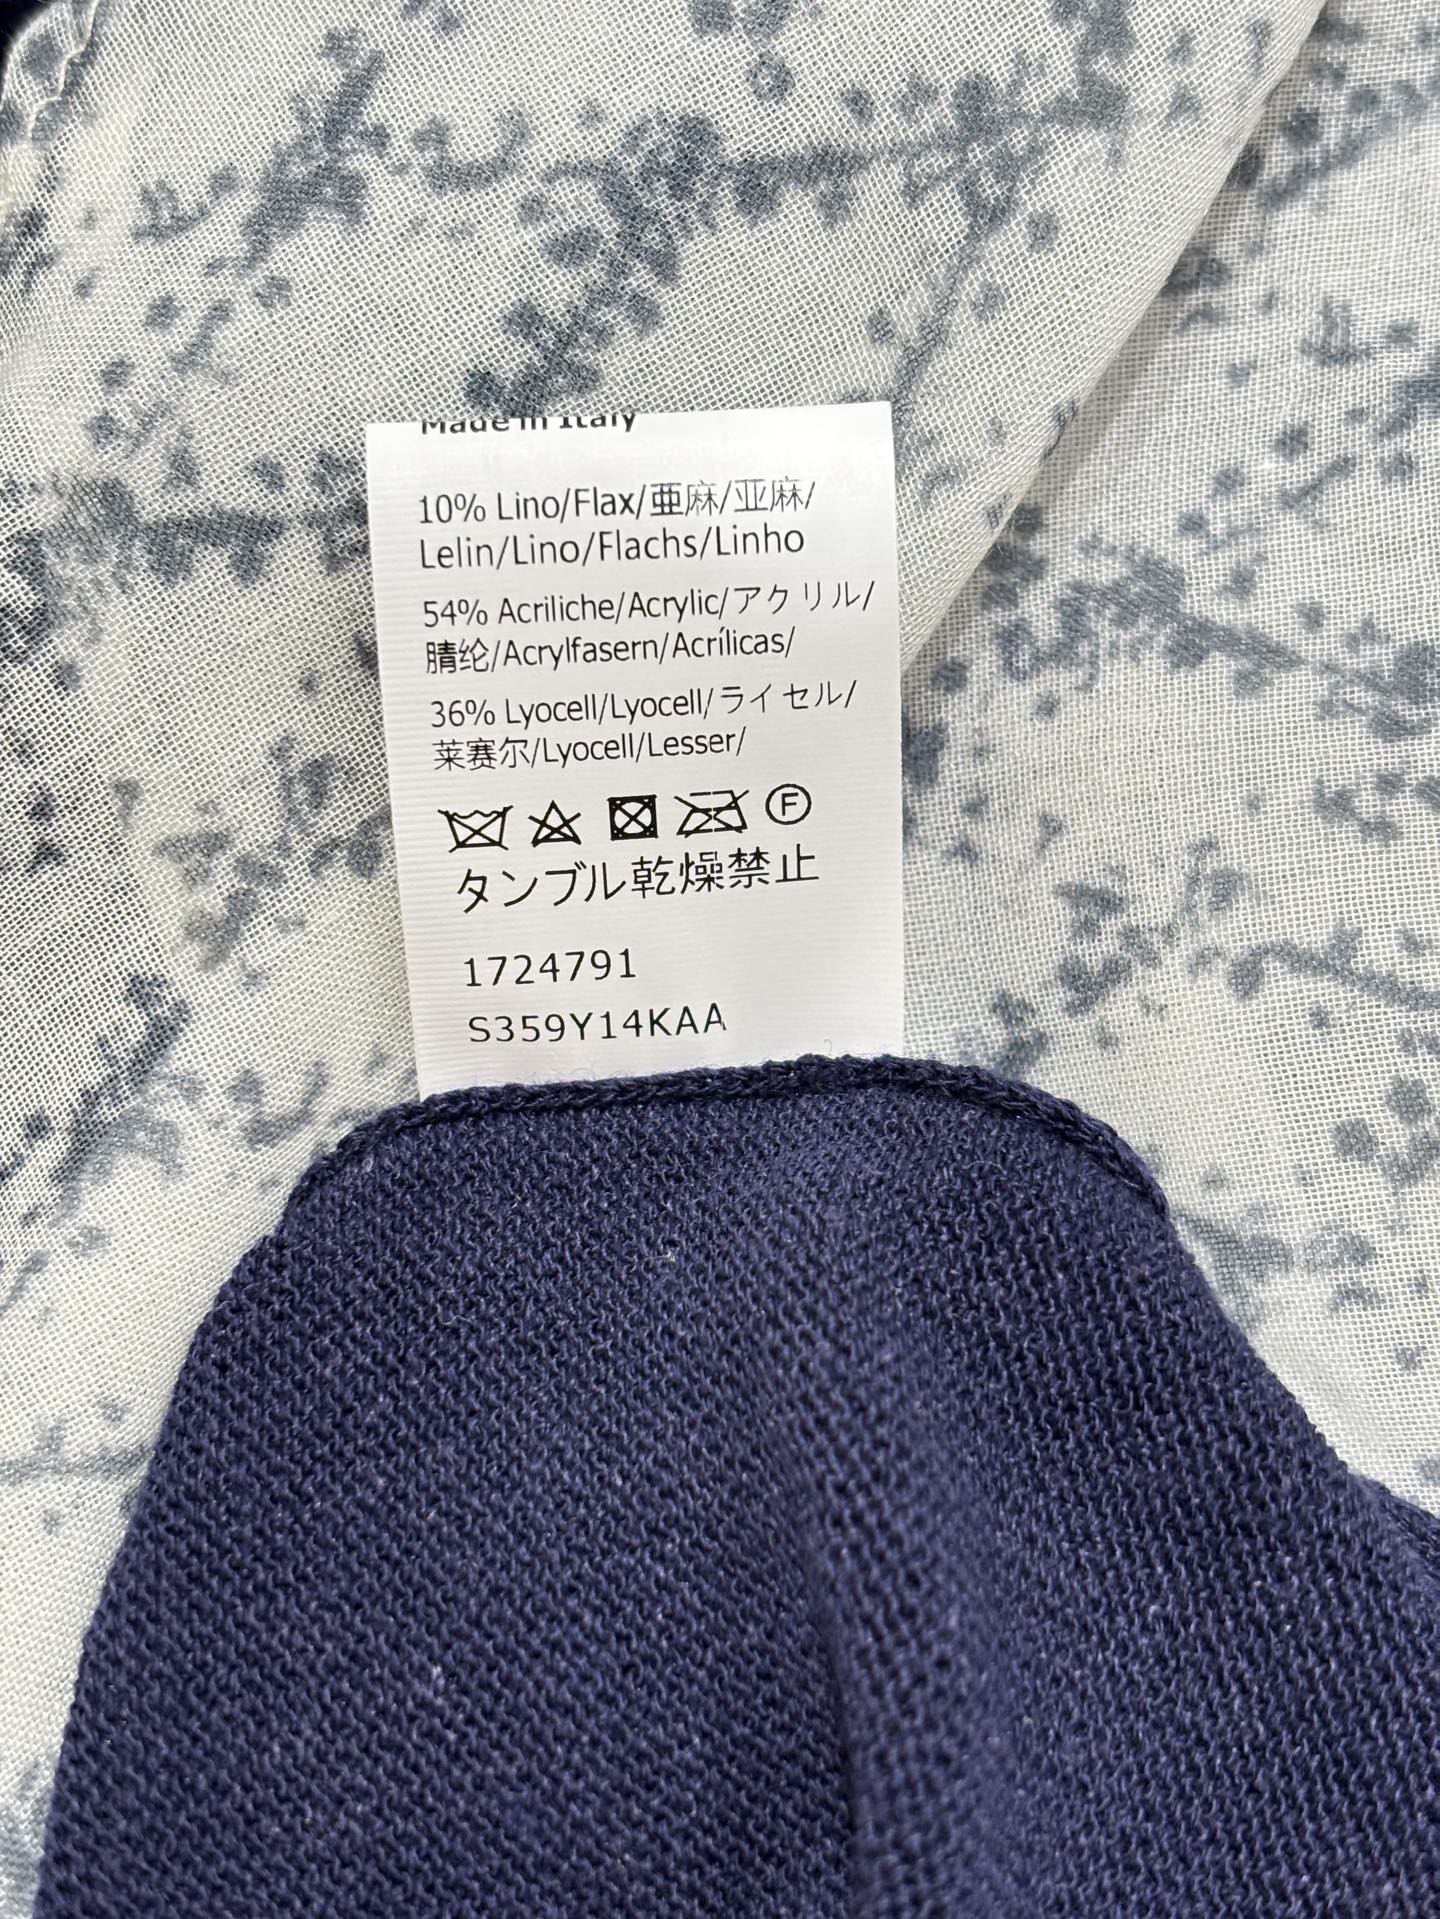 Made in Italy
10% Lino/Flax/亜麻/亚麻/
Lelin/Lino/Flachs/Linho
54% Acriliche/Acrylic/アクリル/
腈纶/Acrylfasern/Acrílicas/
36% Lyocell/Lyocell/ライセル/
莱赛尔/Lyocell/Lesser/
F
タンブル乾燥禁止
1724791
S359Y14KAA